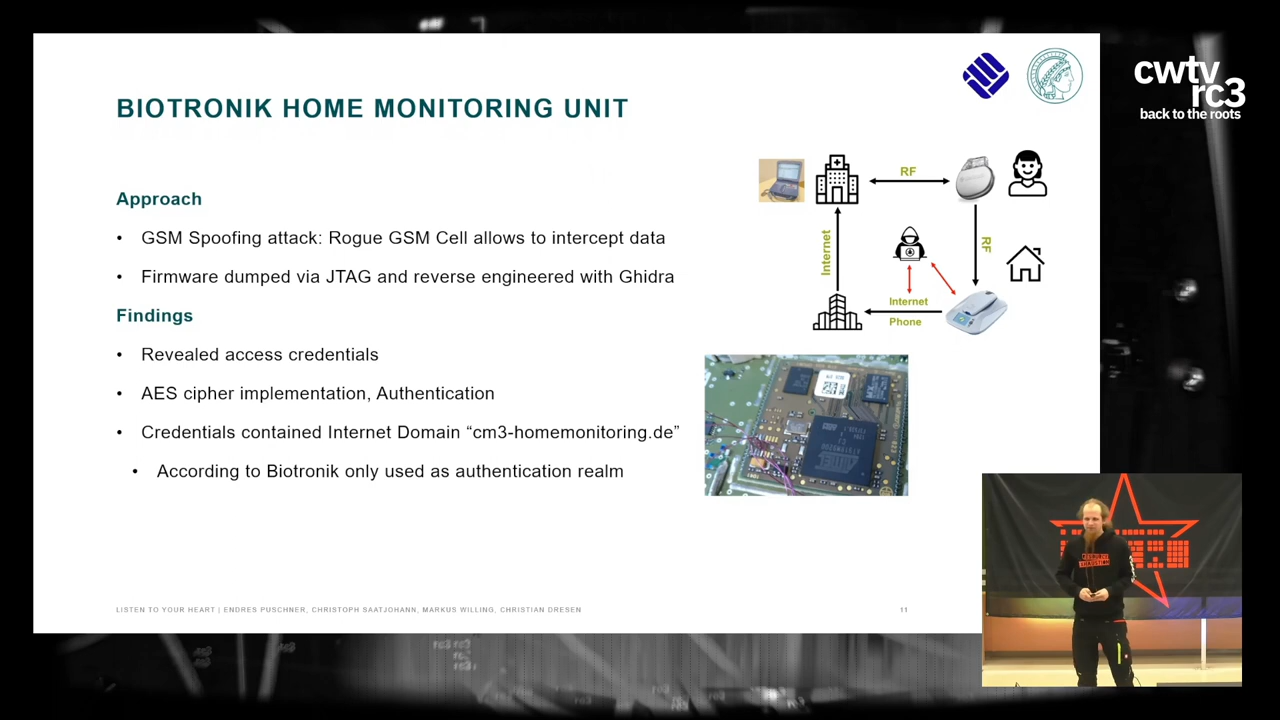 cwtv
rc3
back to the roots
BIOTRONIK HOME MONITORING UNIT
Approach
• GSM Spoofing attack: Rogue GSM Cell allows to intercept data
• Firmware dumped via JTAG and reverse engineered with Ghidra
Findings
• Revealed access credentials
• AES cipher implementation, Authentication
• Credentials contained Internet Domain “cm3-homemonitoring.de”
• According to Biotronik only used as authentication realm
RF
RF
Internet
Internet
Phone
LISTEN TO YOUR HEART | ENDRES PUSCHNER, CHRISTOPH SAATJOHANN, MARKUS WILLING, CHRISTIAN DRESEN
11
rc3 rc3
rc3